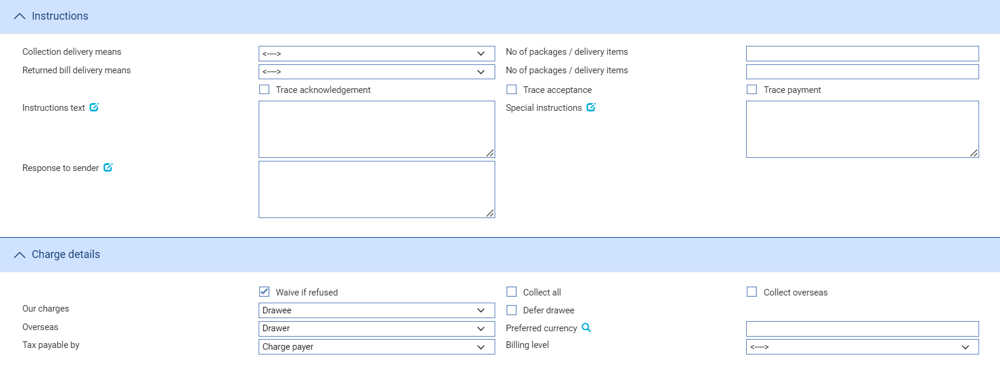 Instructions
Collection delivery means <----> No of packages / delivery items
Returned bill delivery means <----> No of packages / delivery items
Trace acknowledgement Trace acceptance Trace payment
Instructions text Special instructions
Response to sender
Charge details
Waive if refused Collect all Collect overseas
Our charges Drawee Defer drawee
Overseas Drawer Preferred currency
Tax payable by Charge payer Billing level <---->